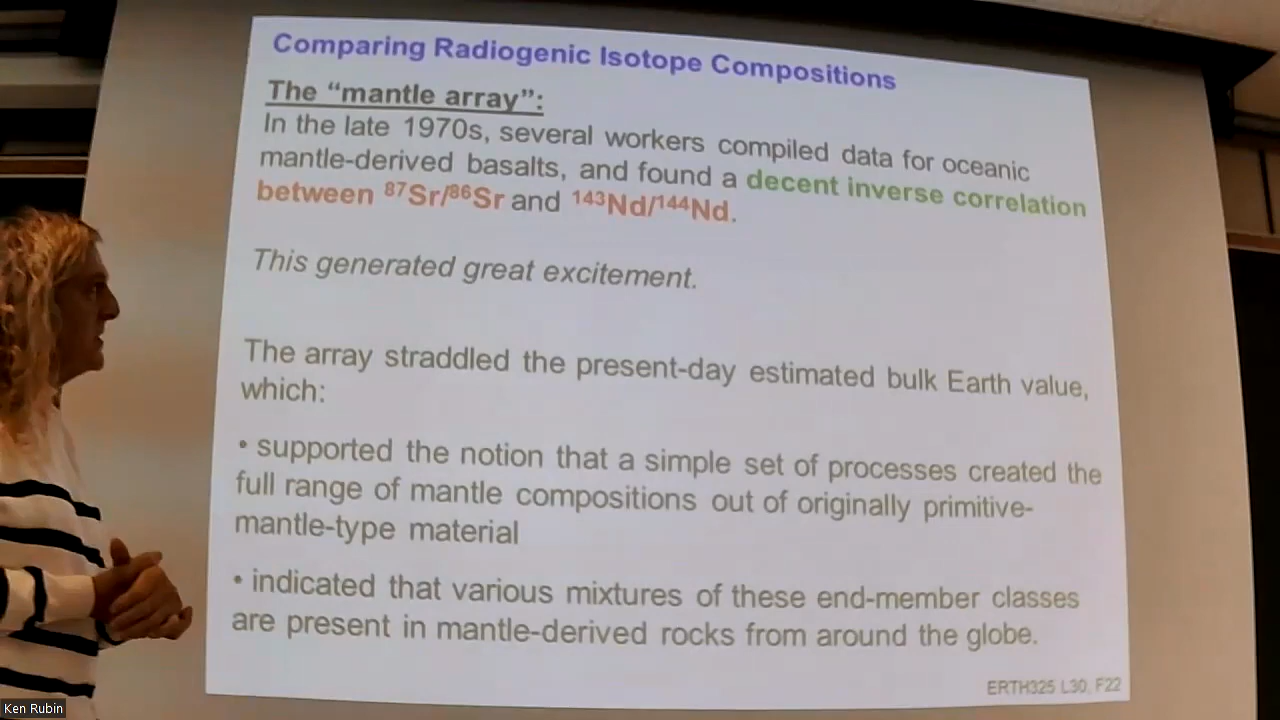 Comparing Radiogenic Isotope Compositions
The “mantle array”:
In the late 1970s, several workers compiled data for oceanic
mantle-derived basalts, and found a decent inverse correlation
between ⁸⁷Sr/⁸⁶Sr and ¹⁴³Nd/¹⁴⁴Nd.
This generated great excitement.
The array straddled the present-day estimated bulk Earth value,
which:
• supported the notion that a simple set of processes created the
full range of mantle compositions out of originally primitive-
mantle-type material
• indicated that various mixtures of these end-member classes
are present in mantle-derived rocks from around the globe.
ERTH325 L30, F22
Ken Rubin